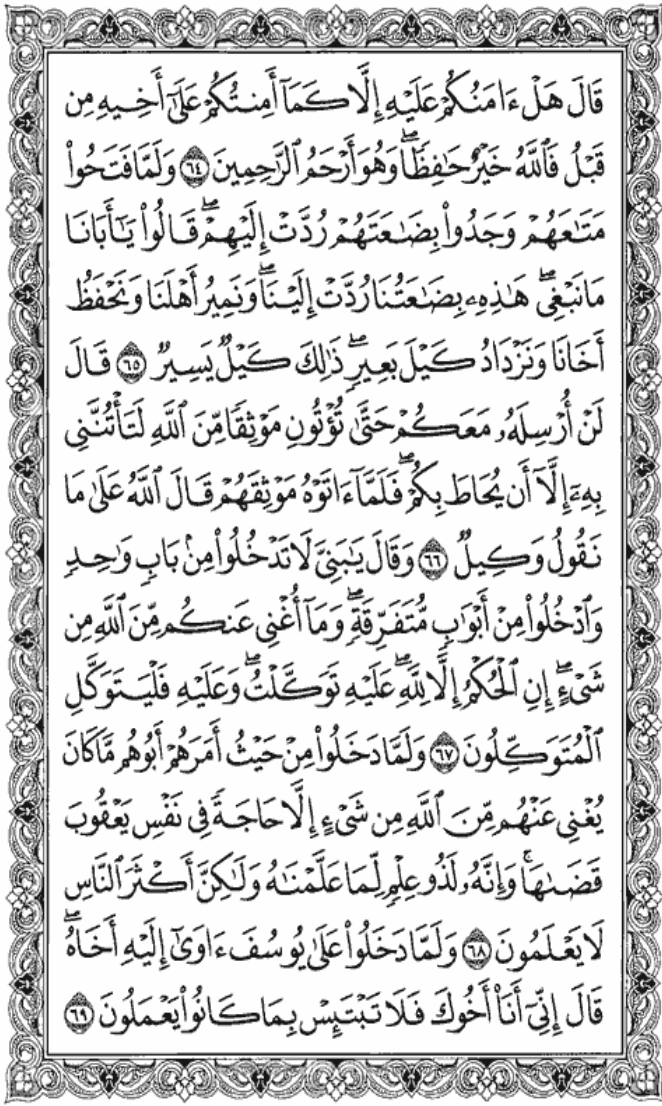 قَالَ هَلْ ءَامَنُكُمْ عَلَيْهِ إِلَّا كَمَآ أَمِنتُكُمْ عَلَىٰٓ أَخِيهِ مِن
قَبْلُ فَٱللَّهُ خَيْرٌ حَـٰفِظًا ۖ وَهُوَ أَرْحَمُ ٱلرَّٰحِمِينَ ٦٤ وَلَمَّا فَتَحُوا۟
مَتَـٰعَهُمْ وَجَدُوا۟ بِضَـٰعَتَهُمْ رُدَّتْ إِلَيْهِمْ ۖ قَالُوا۟ يَـٰٓأَبَانَا
مَا نَبْغِى ۖ هَـٰذِهِۦ بِضَـٰعَتُنَا رُدَّتْ إِلَيْنَا ۖ وَنَمِيرُ أَهْلَنَا وَنَحْفَظُ
أَخَانَا وَنَزْدَادُ كَيْلَ بَعِيرٍ ۖ ذَٰلِكَ كَيْلٌ يَسِيرٌ ٦٥ قَالَ
لَنْ أُرْسِلَهُۥ مَعَكُمْ حَتَّىٰ تُؤْتُونِ مَوْثِقًا مِّنَ ٱللَّهِ لَتَأْتُنَّنِى
بِهِۦٓ إِلَّآ أَن يُحَاطَ بِكُمْ ۖ فَلَمَّآ ءَاتَوْهُ مَوْثِقَهُمْ قَالَ ٱللَّهُ عَلَىٰ مَا
نَقُولُ وَكِيلٌ ٦٦ وَقَالَ يَـٰبَنِىَّ لَا تَدْخُلُوا۟ مِنۢ بَابٍ وَٰحِدٍ
وَٱدْخُلُوا۟ مِنْ أَبْوَٰبٍ مُّتَفَرِّقَةٍ ۖ وَمَآ أُغْنِى عَنكُم مِّنَ ٱللَّهِ مِن
شَىْءٍ ۖ إِنِ ٱلْحُكْمُ إِلَّا لِلَّهِ ۖ عَلَيْهِ تَوَكَّلْتُ ۖ وَعَلَيْهِ فَلْيَتَوَكَّلِ
ٱلْمُتَوَكِّلُونَ ٦٧ وَلَمَّا دَخَلُوا۟ مِنْ حَيْثُ أَمَرَهُمْ أَبُوهُم مَّا كَانَ
يُغْنِى عَنْهُم مِّنَ ٱللَّهِ مِن شَىْءٍ إِلَّا حَاجَةً فِى نَفْسِ يَعْقُوبَ
قَضَىٰهَا ۚ وَإِنَّهُۥ لَذُو عِلْمٍ لِّمَا عَلَّمْنَـٰهُ وَلَـٰكِنَّ أَكْثَرَ ٱلنَّاسِ
لَا يَعْلَمُونَ ٦٨ وَلَمَّا دَخَلُوا۟ عَلَىٰ يُوسُفَ ءَاوَىٰٓ إِلَيْهِ أَخَاهُ ۖ
قَالَ إِنِّىٓ أَنَا۠ أَخُوكَ فَلَا تَبْتَئِسْ بِمَا كَانُوا۟ يَعْمَلُونَ ٦٩